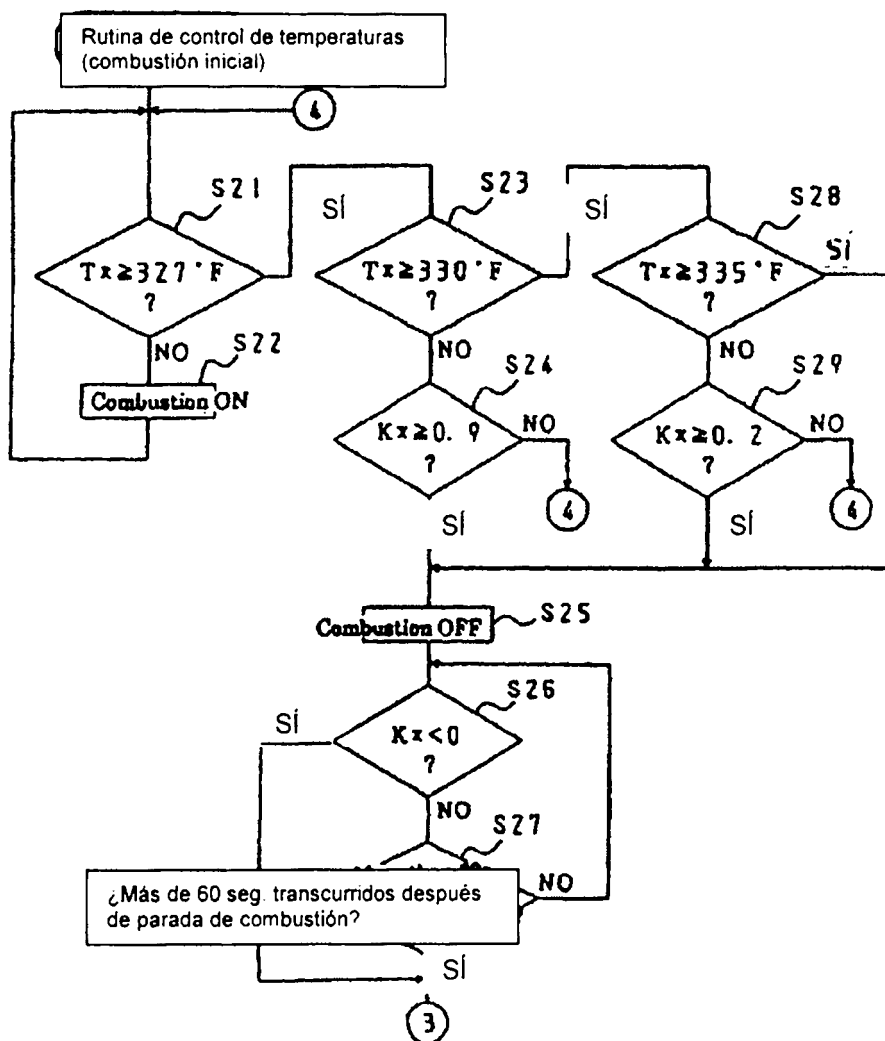 Rutina de control de temperaturas
(combustión inicial)
4
S21
SÍ
S23
SÍ
S28
SÍ
Tx≥327°F
?
Tx≥330°F
?
Tx≥335°F
?
NO
S22
NO
S24
NO
S29
Combustion ON
Kx≥0. 9
?
NO
Kx≥0. 2
?
NO
4
4
SÍ
SÍ
Combustion OFF
S25
S26
SÍ
Kx<0
?
NO
S27
¿Más de 60 seg. transcurridos después
de parada de combustión?
NO
SÍ
3